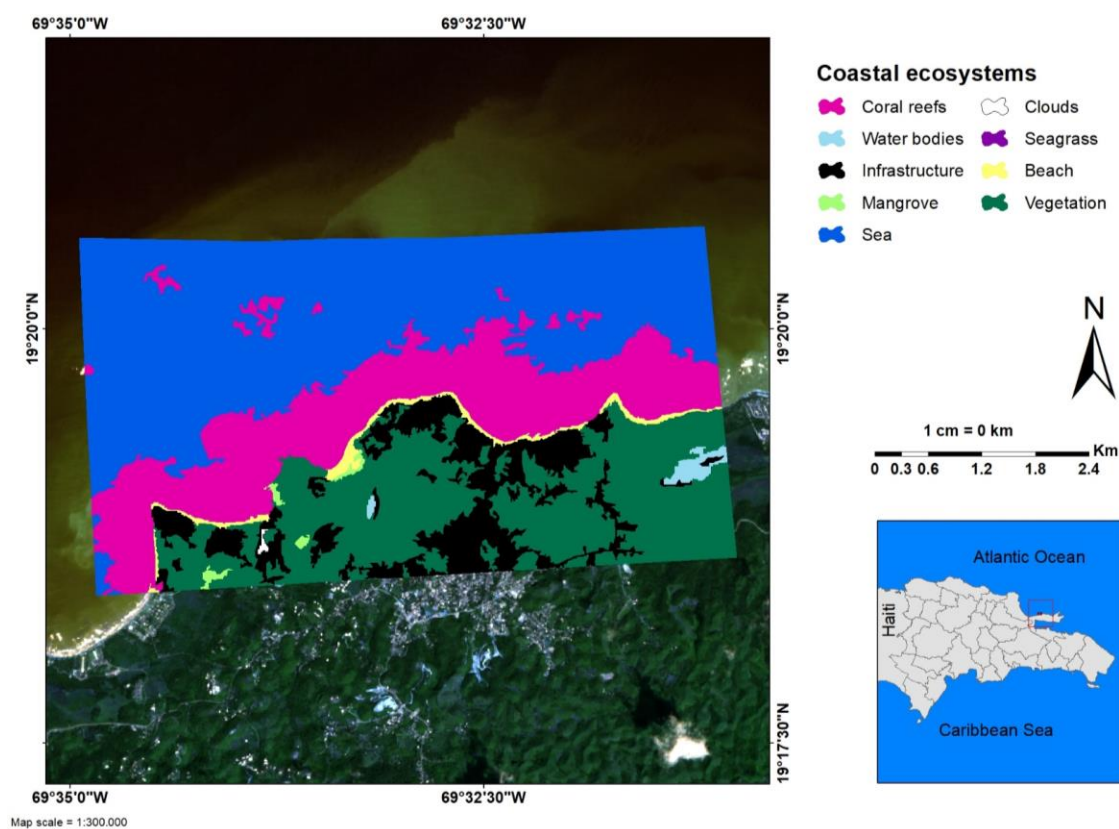 69°35'0"W 69°32'30"W
Coastal ecosystems
Coral reefs Clouds
Water bodies Seagrass
Infrastructure Beach
Mangrove Vegetation
Sea
19°20'0"N
19°20'0"N
N
1 cm = 0 km
Km
0 0.3 0.6 1.2 1.8 2.4
Atlantic Ocean
Haiti
Caribbean Sea
19°17'30"N
69°35'0"W 69°32'30"W
Map scale = 1:300.000